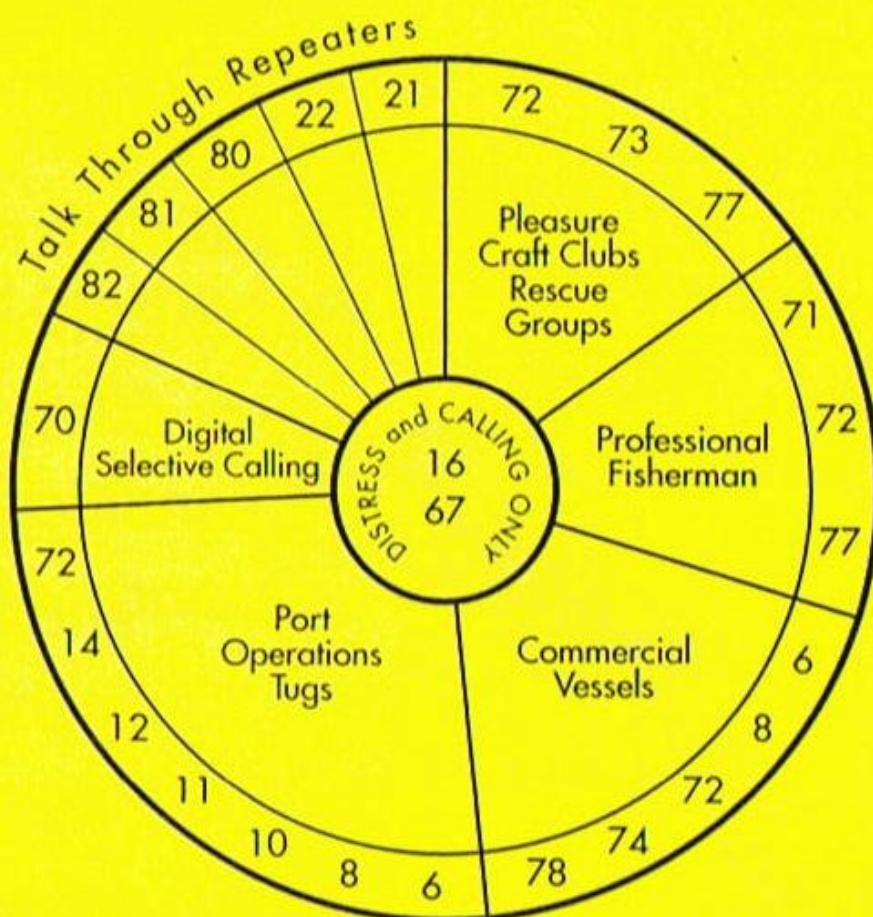 Talk Through Repeaters
82
81
80
22
21
72
73
77
Pleasure
Craft Clubs
Rescue
Groups
71
72
77
Professional
Fisherman
6
8
72
74
78
Commercial
Vessels
6
8
10
11
12
14
72
Port
Operations
Tugs
70
Digital
Selective Calling
DISTRESS and CALLING ONLY
16
67